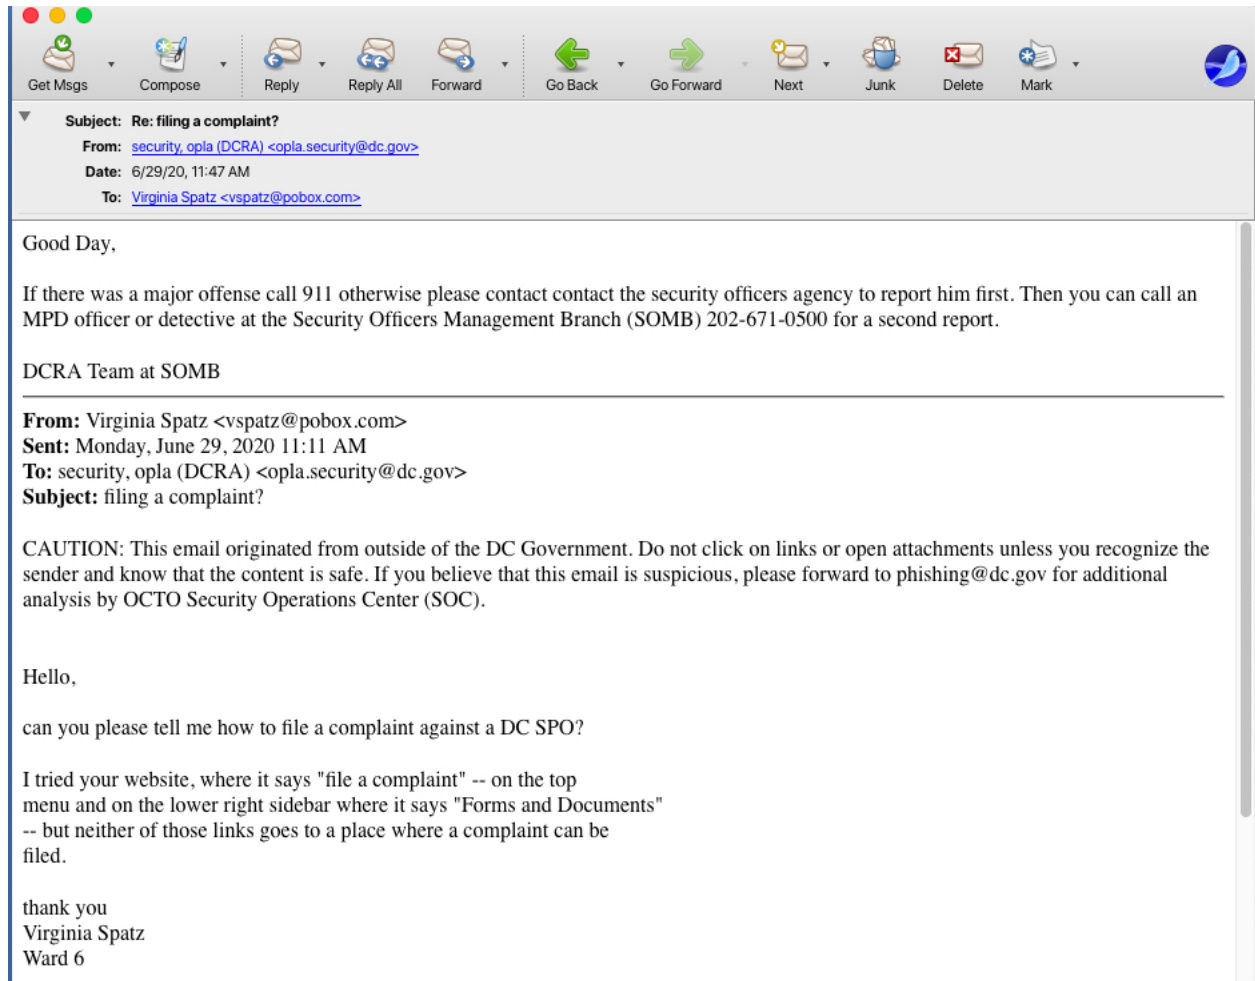 Get Msgs Compose Reply Reply All Forward Go Back Go Forward Next Junk Delete Mark
Subject: Re: filing a complaint?
From: security, opla (DCRA) <opla.security@dc.gov>
Date: 6/29/20, 11:47 AM
To: Virginia Spatz <vspatz@pobox.com>
Good Day,
If there was a major offense call 911 otherwise please contact contact the security officers agency to report him first. Then you can call an
MPD officer or detective at the Security Officers Management Branch (SOMB) 202-671-0500 for a second report.
DCRA Team at SOMB
From: Virginia Spatz <vspatz@pobox.com>
Sent: Monday, June 29, 2020 11:11 AM
To: security, opla (DCRA) <opla.security@dc.gov>
Subject: filing a complaint?
CAUTION: This email originated from outside of the DC Government. Do not click on links or open attachments unless you recognize the
sender and know that the content is safe. If you believe that this email is suspicious, please forward to phishing@dc.gov for additional
analysis by OCTO Security Operations Center (SOC).
Hello,
can you please tell me how to file a complaint against a DC SPO?
I tried your website, where it says "file a complaint" -- on the top
menu and on the lower right sidebar where it says "Forms and Documents"
-- but neither of those links goes to a place where a complaint can be
filed.
thank you
Virginia Spatz
Ward 6